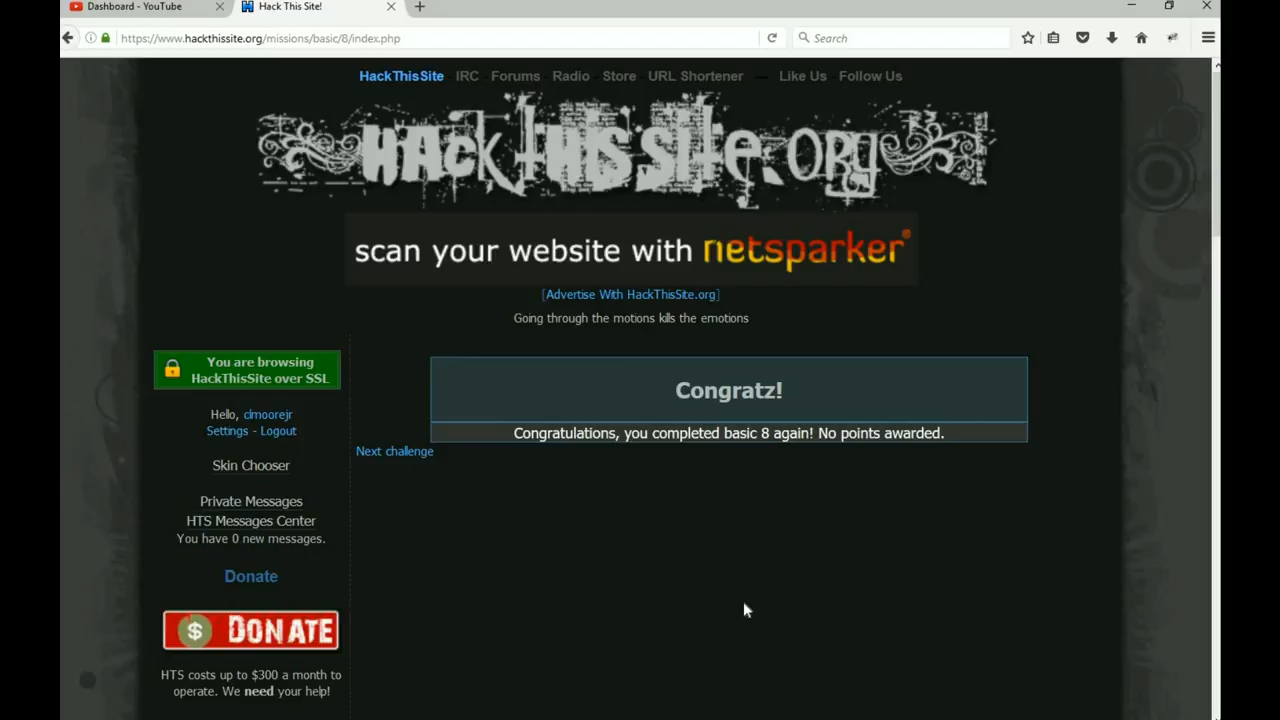 Dashboard - YouTube
Hack This Site!
https://www.hackthissite.org/missions/basic/8/index.php
Search
HackThisSite IRC Forums Radio Store URL Shortener — Like Us Follow Us
HACK THIS SITE.ORG
scan your website with netsparker®
[Advertise With HackThisSite.org]
Going through the motions kills the emotions
You are browsing
HackThisSite over SSL
Hello, clmoorejr
Settings - Logout
Skin Chooser
Private Messages
HTS Messages Center
You have 0 new messages.
Donate
$ DONATE
HTS costs up to $300 a month to
operate. We need your help!
Congratz!
Congratulations, you completed basic 8 again! No points awarded.
Next challenge